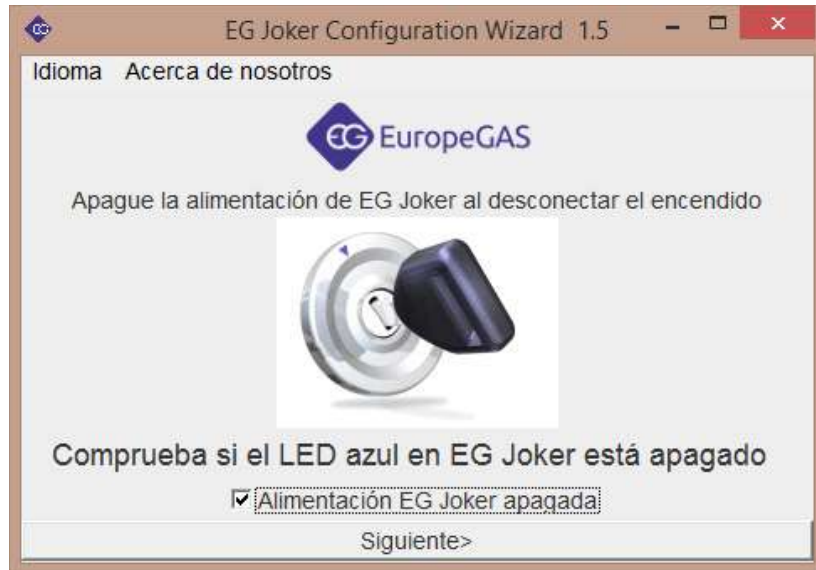 EG Joker Configuration Wizard 1.5
Idioma Acerca de nosotros
EG EuropeGAS
Apague la alimentación de EG Joker al desconectar el encendido
Comprueba si el LED azul en EG Joker está apagado
Alimentación EG Joker apagada
Siguiente>